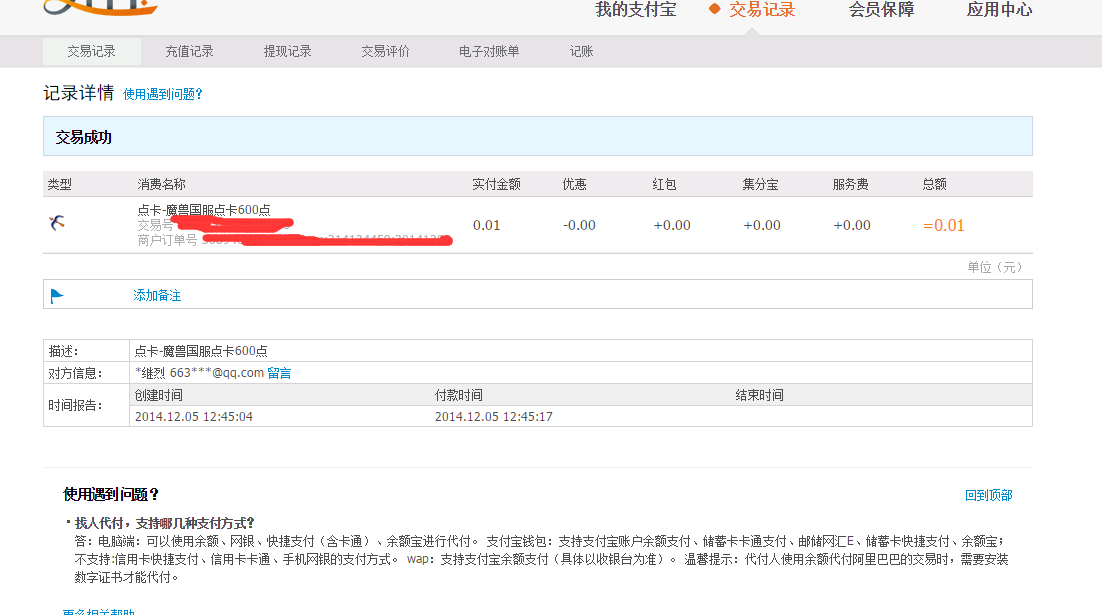 我的支付宝 交易记录 会员保障 应用中心
交易记录 充值记录 提现记录 交易评价 电子对账单 记账
记录详情 使用遇到问题?
交易成功
类型 消费名称 实付金额 优惠 红包 集分宝 服务费 总额
点卡-魔兽国服点卡600点
交易号
0.01 -0.00 +0.00 +0.00 +0.00 =0.01
商户订单号
单位（元）
添加备注
描述： 点卡-魔兽国服点卡600点
对方信息： *继烈 663***@qq.com 留言
时间报告： 创建时间 付款时间 结束时间
2014.12.05 12:45:04 2014.12.05 12:45:17
使用遇到问题？ 回到顶部
· 找人代付，支持哪几种支付方式?
答：电脑端：可以使用余额、网银、快捷支付（含卡通）、余额宝进行代付。 支付宝钱包：支持支付宝账户余额支付、储蓄卡卡通支付、邮储网汇E、储蓄卡快捷支付、余额宝；
不支持:信用卡快捷支付、信用卡卡通、手机网银的支付方式。 wap：支持支付宝余额支付（具体以收银台为准）。 温馨提示：代付人使用余额代付阿里巴巴的交易时，需要安装
数字证书才能代付。
更多相关帮助